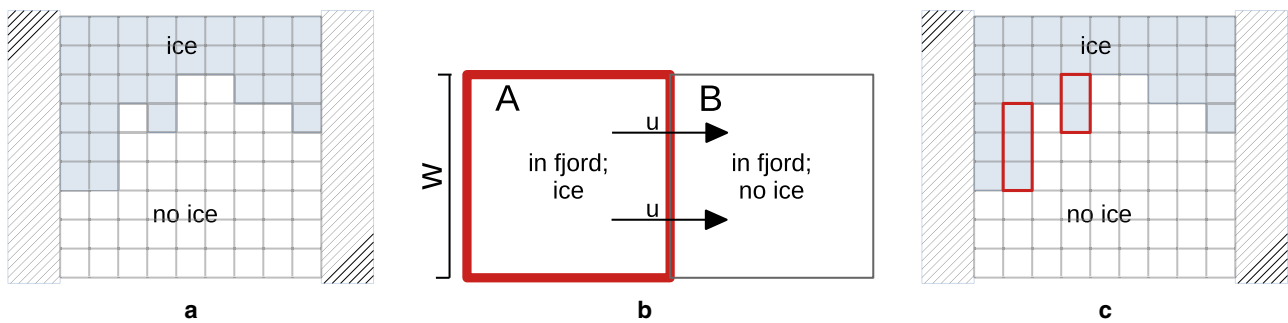 ice
no ice
a
W
A
B
u
in fjord;
ice
in fjord;
no ice
u
b
ice
no ice
c